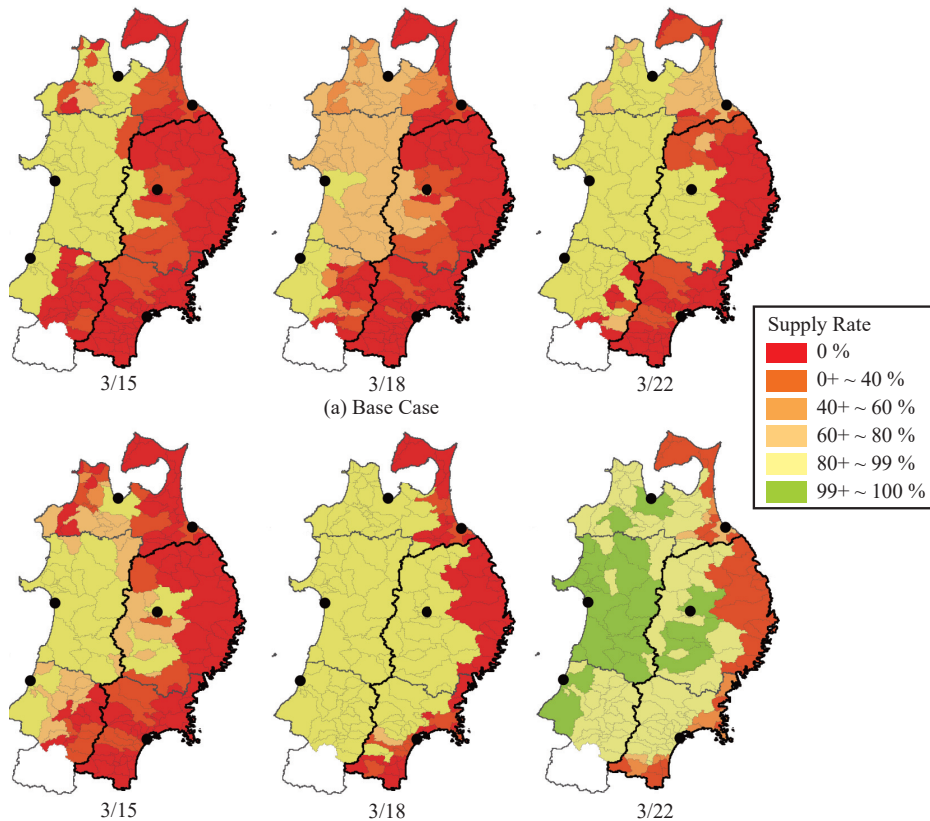 3/15
3/18
3/22
(a) Base Case
Supply Rate
0 %
0+ ~ 40 %
40+ ~ 60 %
60+ ~ 80 %
80+ ~ 99 %
99+ ~ 100 %
3/15
3/18
3/22